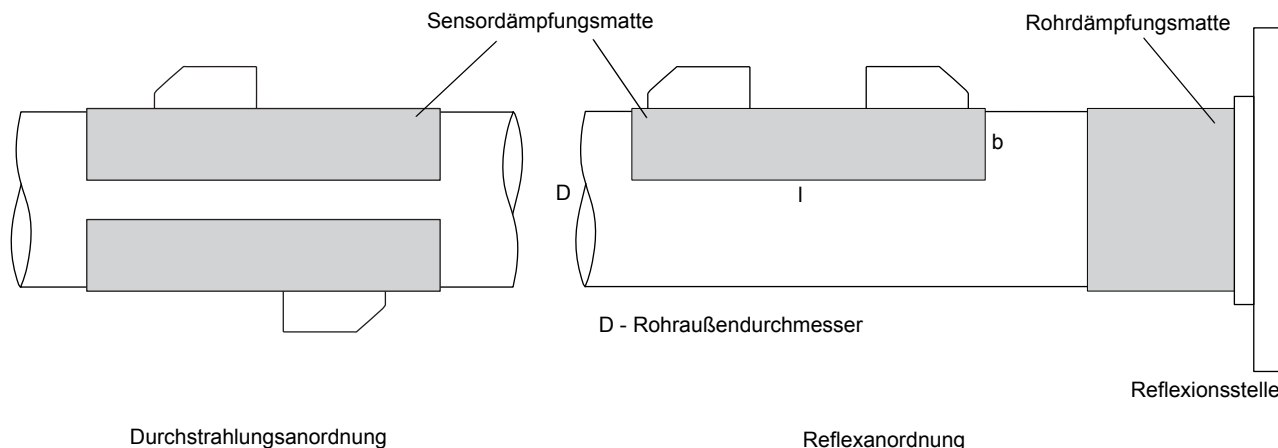 Sensordämpfungsmatte
Rohrdämpfungsmatte
b
D
l
D - Rohraußendurchmesser
Reflexionsstelle
Durchstrahlungsanordnung
Reflexanordnung